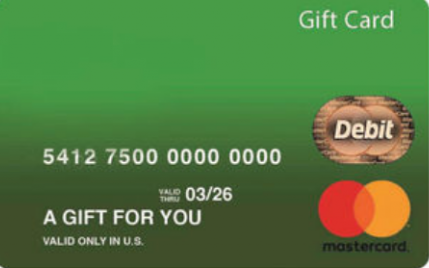 Gift Card
Debit
5412 7500 0000 0000
VALID THRU 03/26
A GIFT FOR YOU
VALID ONLY IN U.S.
mastercard.